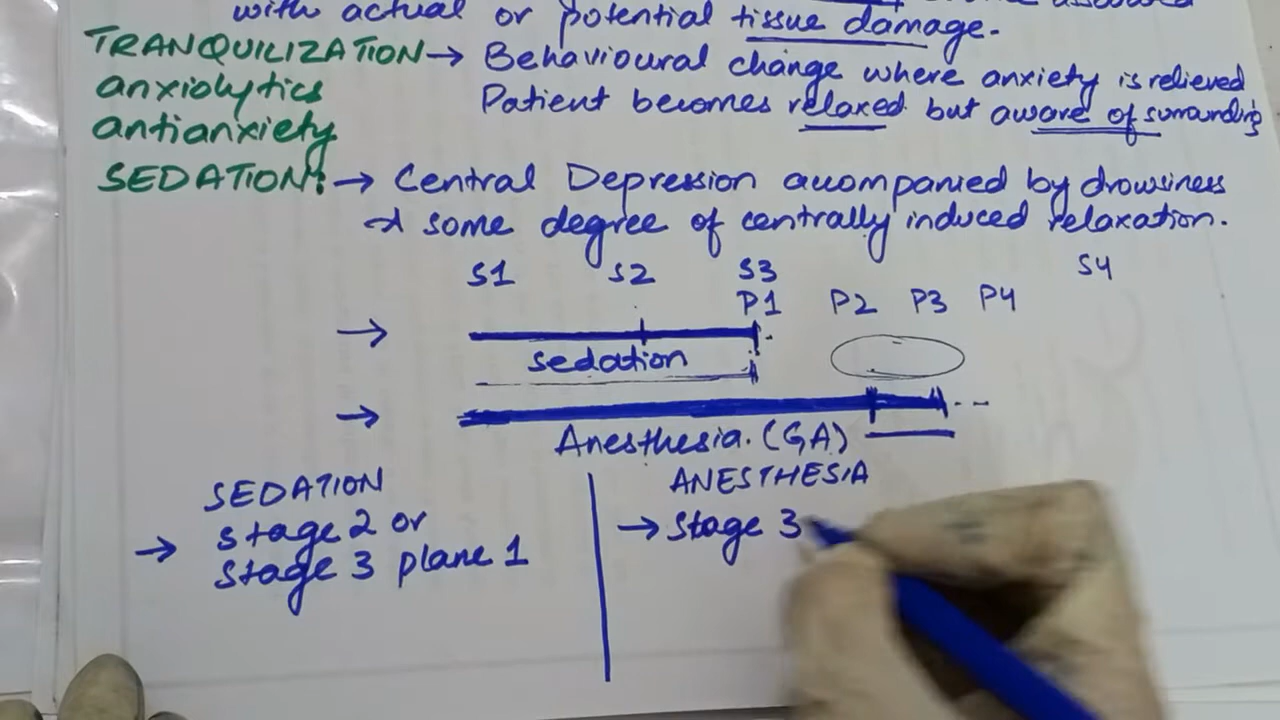 with actual or potential tissue damage.
TRANQUILIZATION → Behavioural change where anxiety is relieved
anxiolytics Patient becomes relaxed but aware of surrounding
antianxiety
SEDATION: → Central Depression accompanied by drowsiness
& some degree of centrally induced relaxation.
S1 S2 S3 S4
P1 P2 P3 P4
→ sedation
→ Anesthesia. (GA)
SEDATION ANESTHESIA
→ Stage 2 or → Stage 3
Stage 3 plane 1